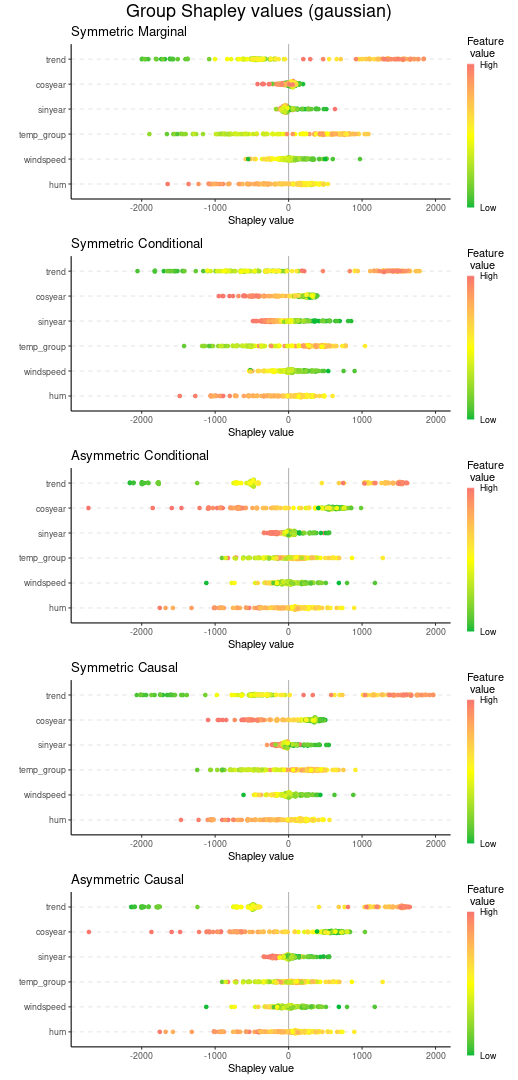 Group Shapley values (gaussian)
Symmetric Marginal
trend
cosyear
sinyear
temp_group
windspeed
hum
-2000 -1000 0 1000 2000
Shapley value
Feature
value
High
Low
Symmetric Conditional
trend
cosyear
sinyear
temp_group
windspeed
hum
-2000 -1000 0 1000 2000
Shapley value
Feature
value
High
Low
Asymmetric Conditional
trend
cosyear
sinyear
temp_group
windspeed
hum
-2000 -1000 0 1000 2000
Shapley value
Feature
value
High
Low
Symmetric Causal
trend
cosyear
sinyear
temp_group
windspeed
hum
-2000 -1000 0 1000 2000
Shapley value
Feature
value
High
Low
Asymmetric Causal
trend
cosyear
sinyear
temp_group
windspeed
hum
-2000 -1000 0 1000 2000
Shapley value
Feature
value
High
Low